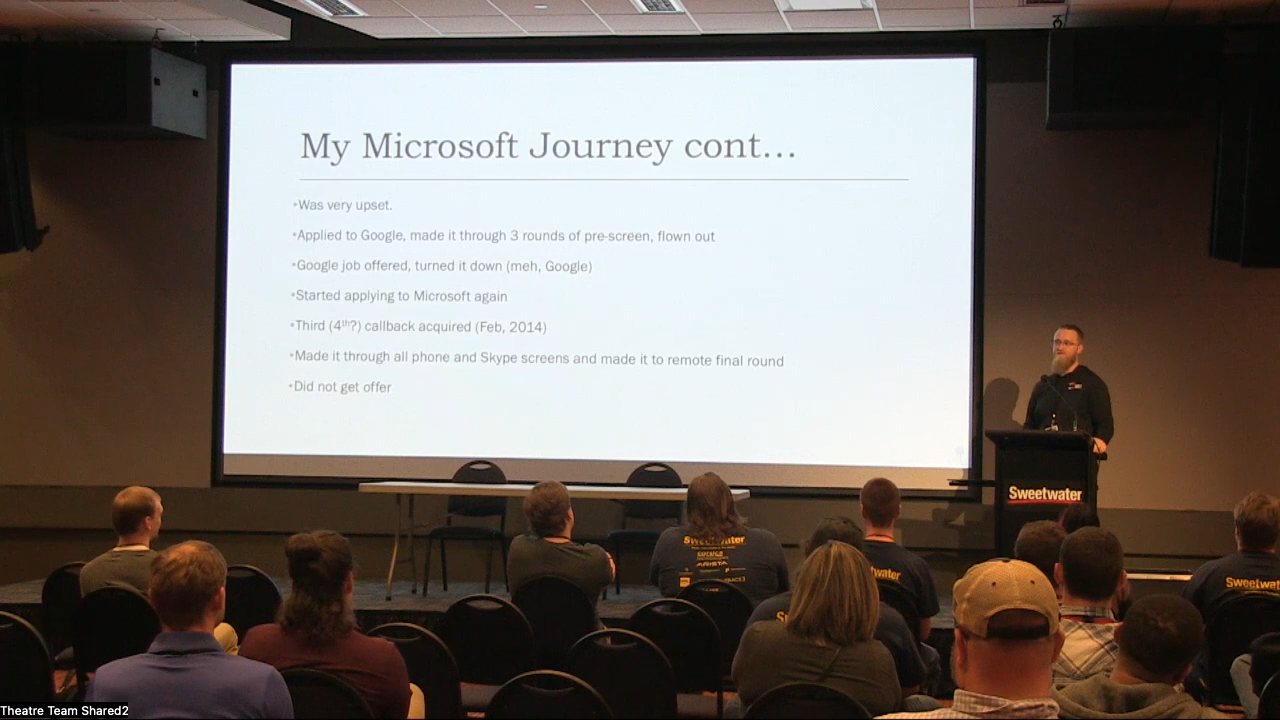 My Microsoft Journey cont…
•Was very upset.
•Applied to Google, made it through 3 rounds of pre-screen, flown out
•Google job offered, turned it down (meh, Google)
•Started applying to Microsoft again
•Third (4th?) callback acquired (Feb, 2014)
•Made it through all phone and Skype screens and made it to remote final round
•Did not get offer
Sweetwater
Sweetwater
ARISTA
Sweetwater
Theatre Team Shared2